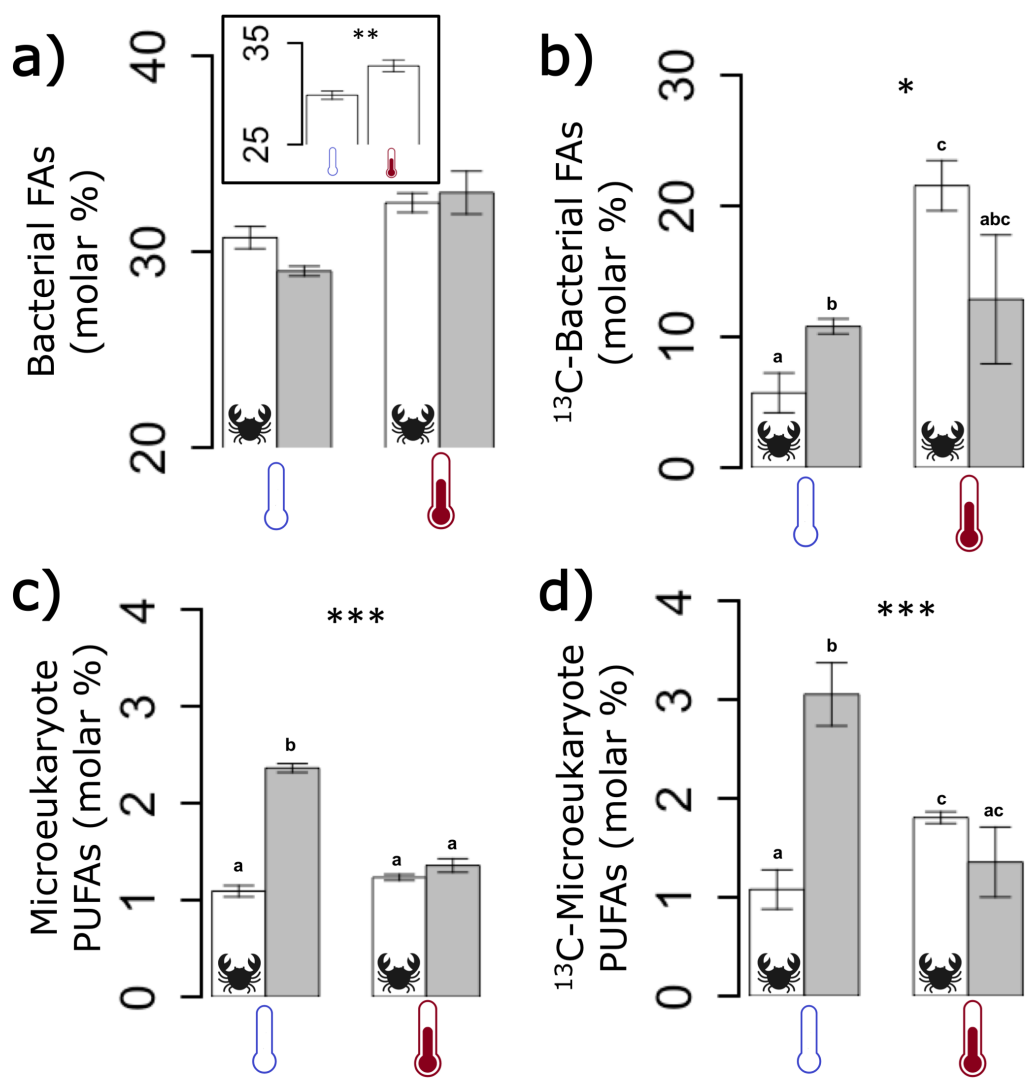 a)
Bacterial FAs
(molar %)
40
30
20
**
35
25
b)
¹³C-Bacterial FAs
(molar %)
30
20
10
0
*
a
b
c
abc
c)
Microeukaryote
PUFAs (molar %)
4
3
2
1
0
***
a
b
a
a
d)
¹³C-Microeukaryote
PUFAs (molar %)
4
3
2
1
0
***
a
b
c
ac